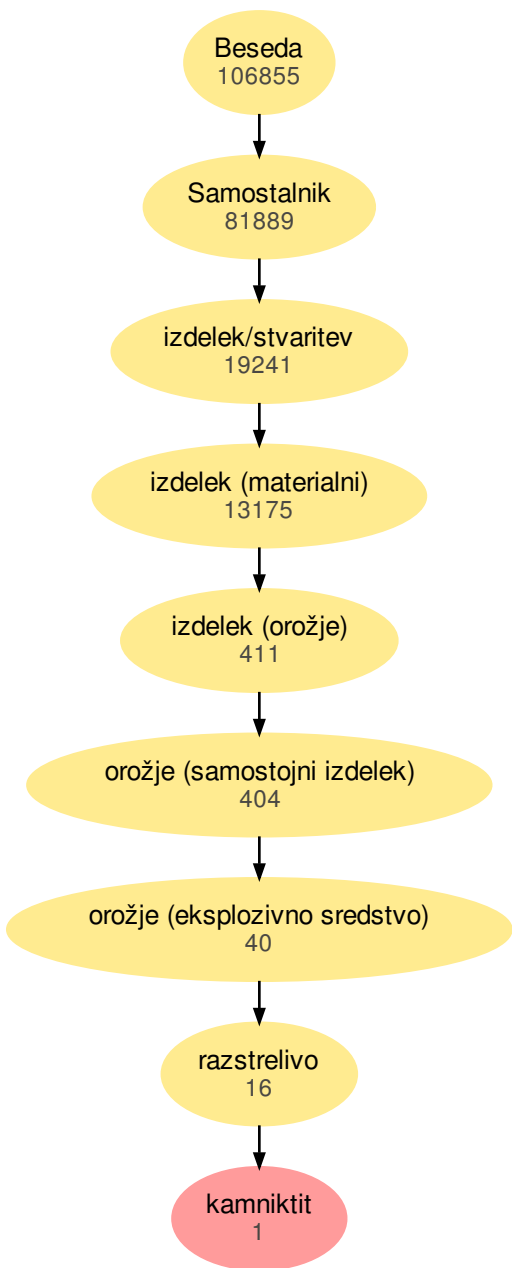 Beseda
106855
Samostalnik
81889
izdelek/stvaritev
19241
izdelek (materialni)
13175
izdelek (orožje)
411
orožje (samostojni izdelek)
404
orožje (eksplozivno sredstvo)
40
razstrelivo
16
kamniktit
1